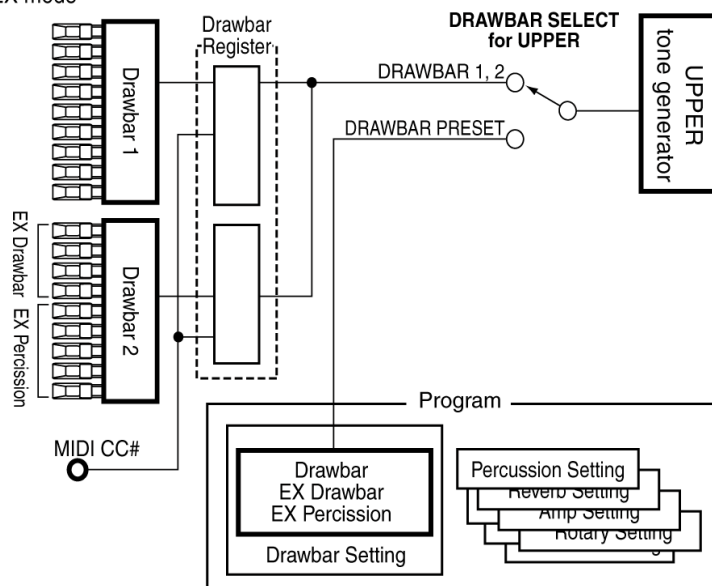 EX mode
Drawbar
Register
DRAWBAR SELECT
for UPPER
Drawbar 1
DRAWBAR 1, 2
DRAWBAR PRESET
UPPER
tone generator
EX Drawbar
EX Percission
Drawbar 2
MIDI CC#
Program
Drawbar
EX Drawbar
EX Percission
Drawbar Setting
Percussion Setting
Reverb Setting
Amp Setting
Rotary Setting